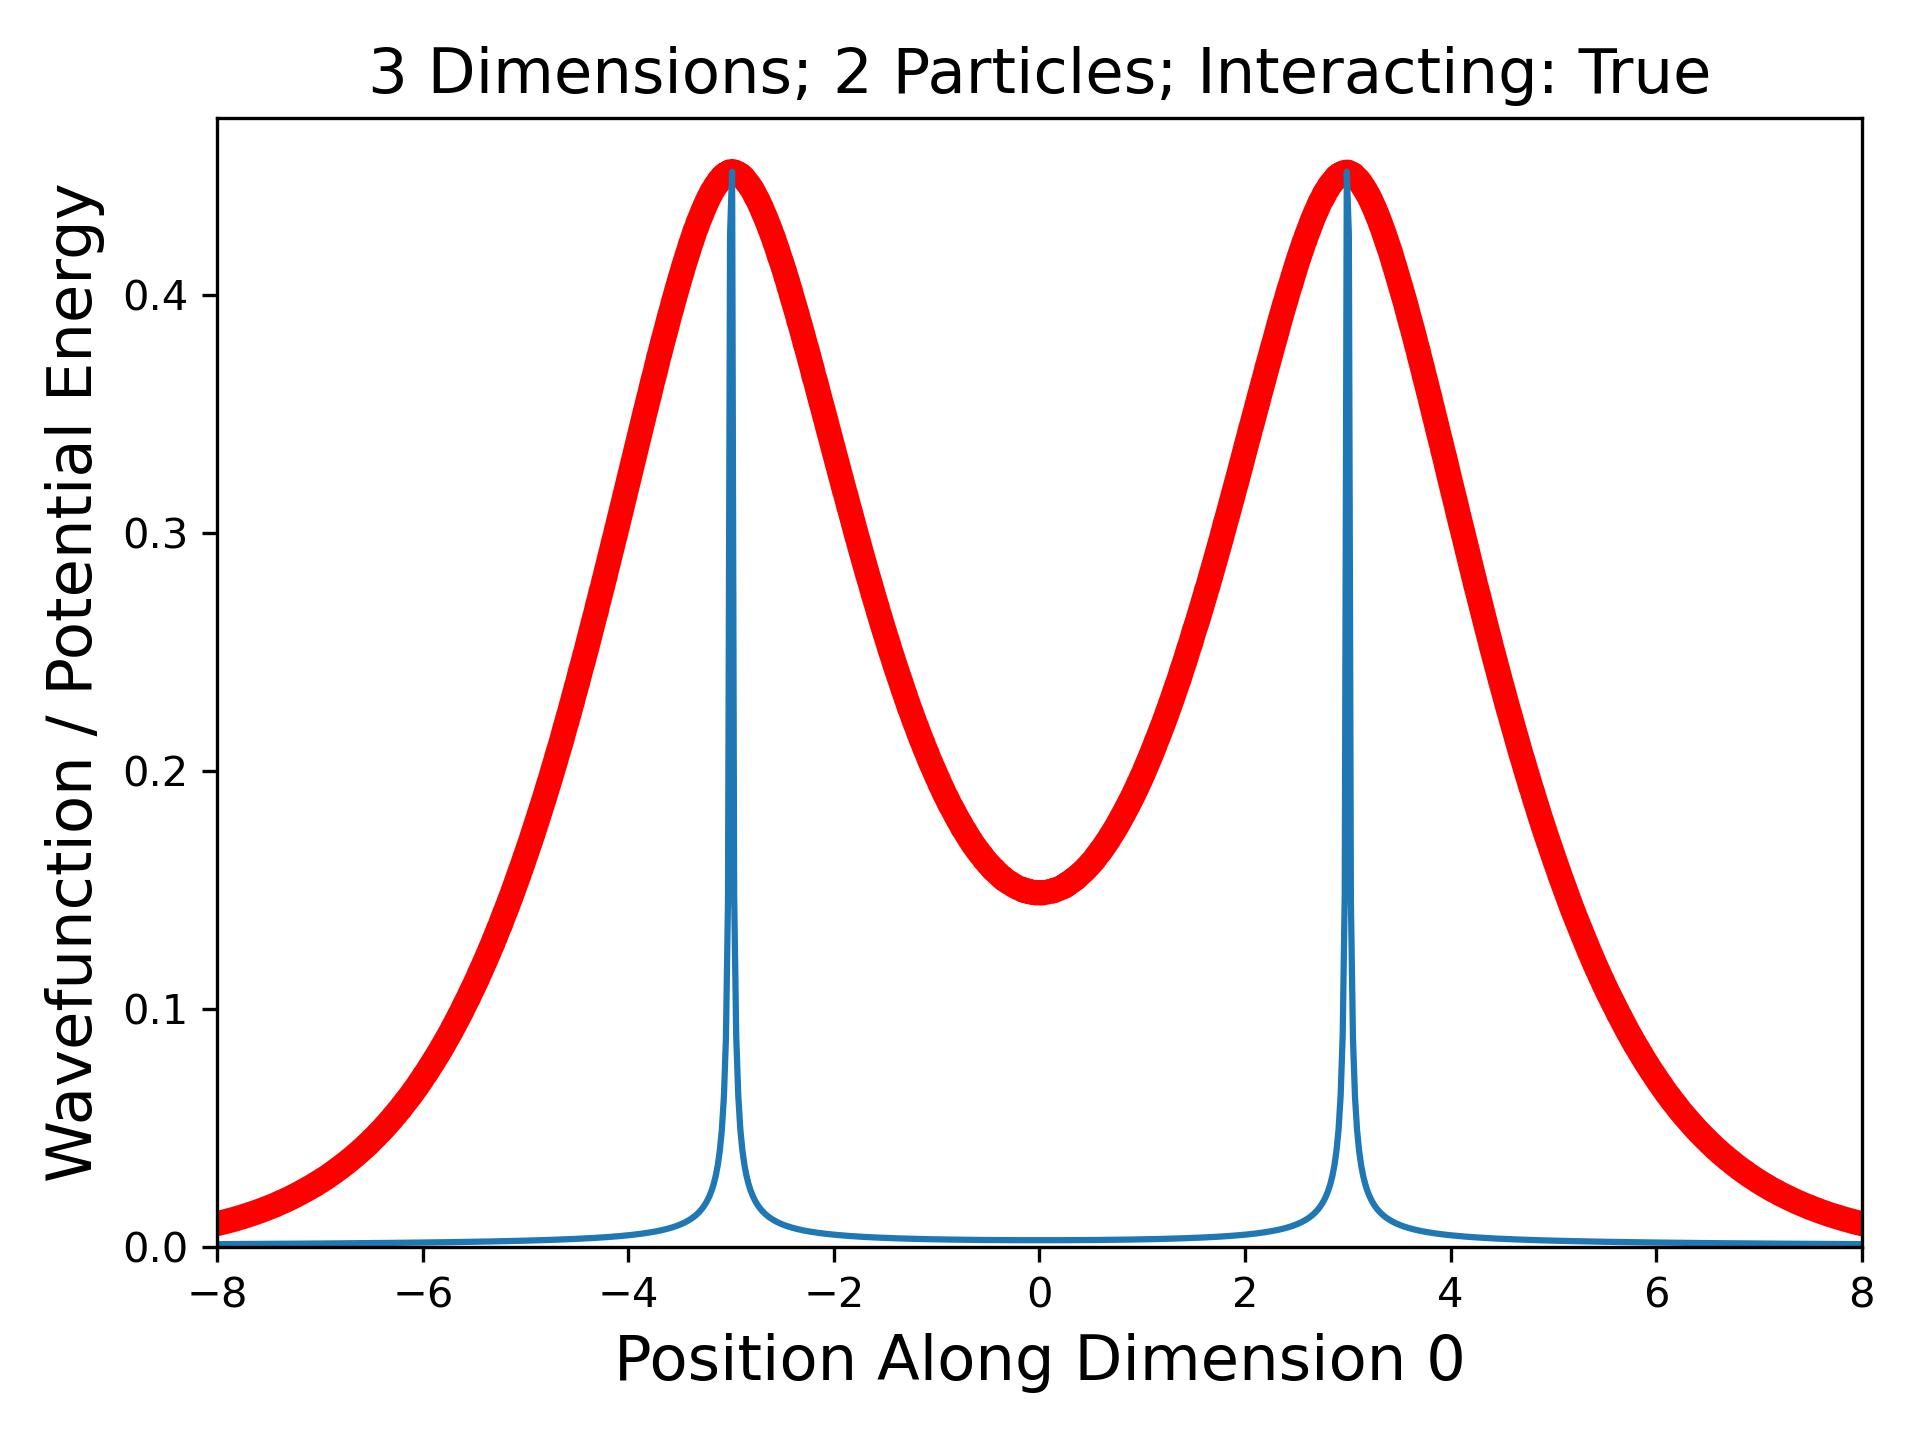 3 Dimensions; 2 Particles; Interacting: True
Wavefunction / Potential Energy
0.4
0.3
0.2
0.1
0.0
−8 −6 −4 −2 0 2 4 6 8
Position Along Dimension 0